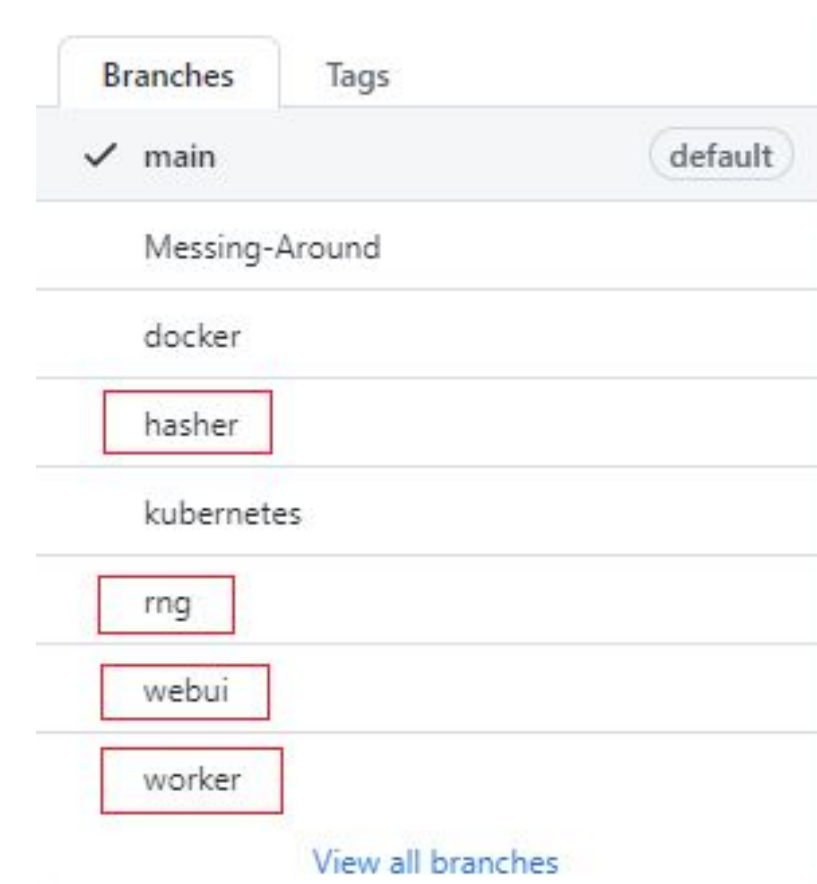 Branches Tags
main default
Messing-Around
docker
hasher
kubernetes
rng
webui
worker
View all branches